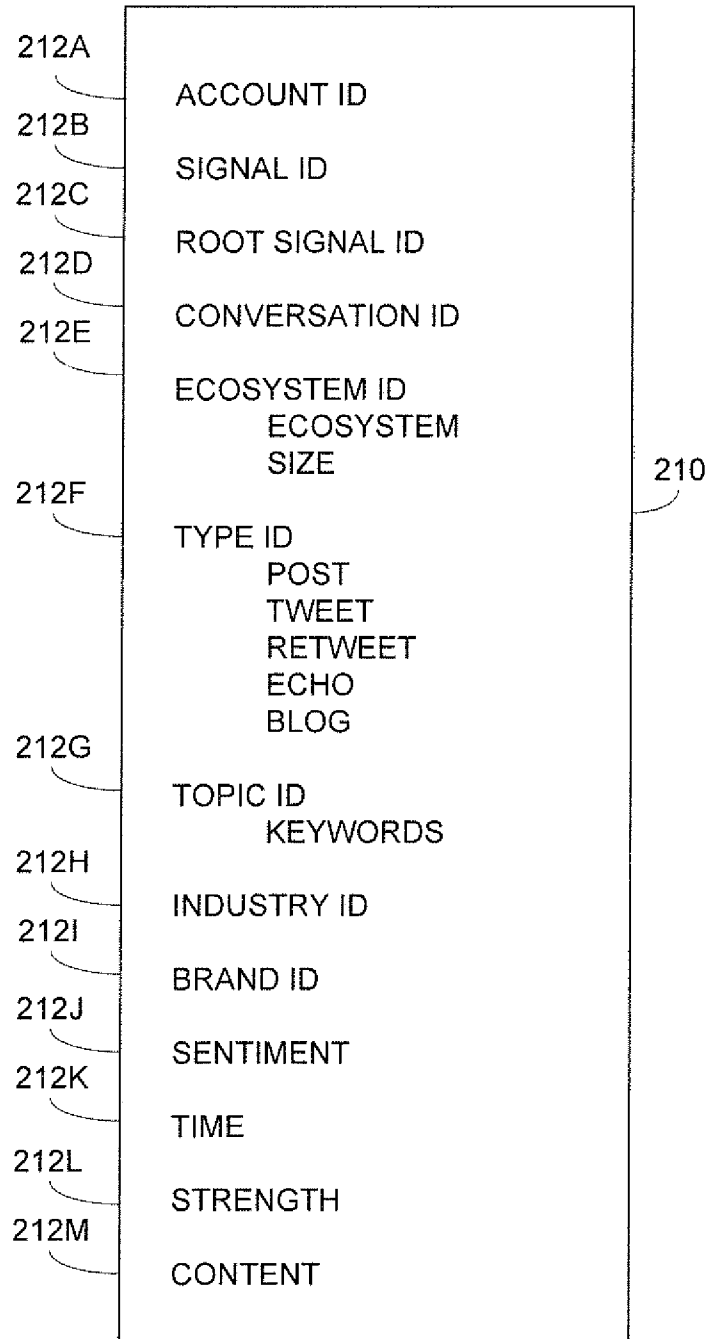 212A
ACCOUNT ID
212B
SIGNAL ID
212C
ROOT SIGNAL ID
212D
CONVERSATION ID
212E
ECOSYSTEM ID
ECOSYSTEM
SIZE
210
212F
TYPE ID
POST
TWEET
RETWEET
ECHO
BLOG
212G
TOPIC ID
KEYWORDS
212H
INDUSTRY ID
212I
BRAND ID
212J
SENTIMENT
212K
TIME
212L
STRENGTH
212M
CONTENT